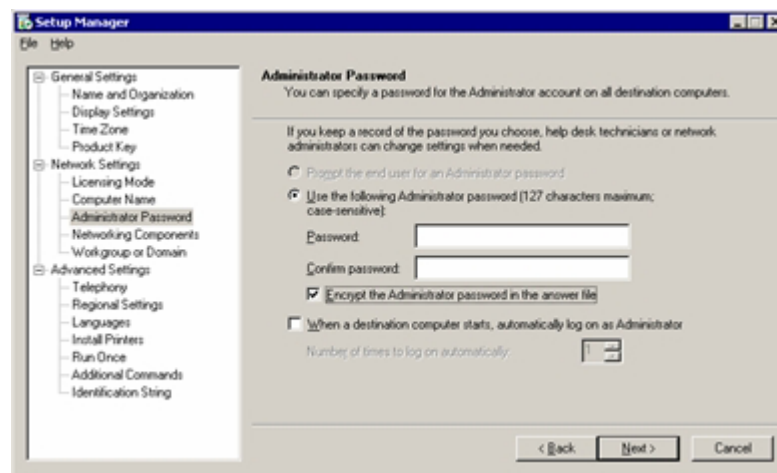 Setup Manager
File Help
General Settings
Name and Organization
Display Settings
Time Zone
Product Key
Network Settings
Licensing Mode
Computer Name
Administrator Password
Networking Components
Workgroup or Domain
Advanced Settings
Telephony
Regional Settings
Languages
Install Printers
Run Once
Additional Commands
Identification String
Administrator Password
You can specify a password for the Administrator account on all destination computers.
If you keep a record of the password you choose, help desk technicians or network
administrators can change settings when needed.
Prompt the end user for an Administrator password
Use the following Administrator password (127 characters maximum;
case-sensitive):
Password:
Confirm password:
Encrypt the Administrator password in the answer file
When a destination computer starts, automatically log on as Administrator
Number of times to log on automatically:
1
< Back
Next >
Cancel